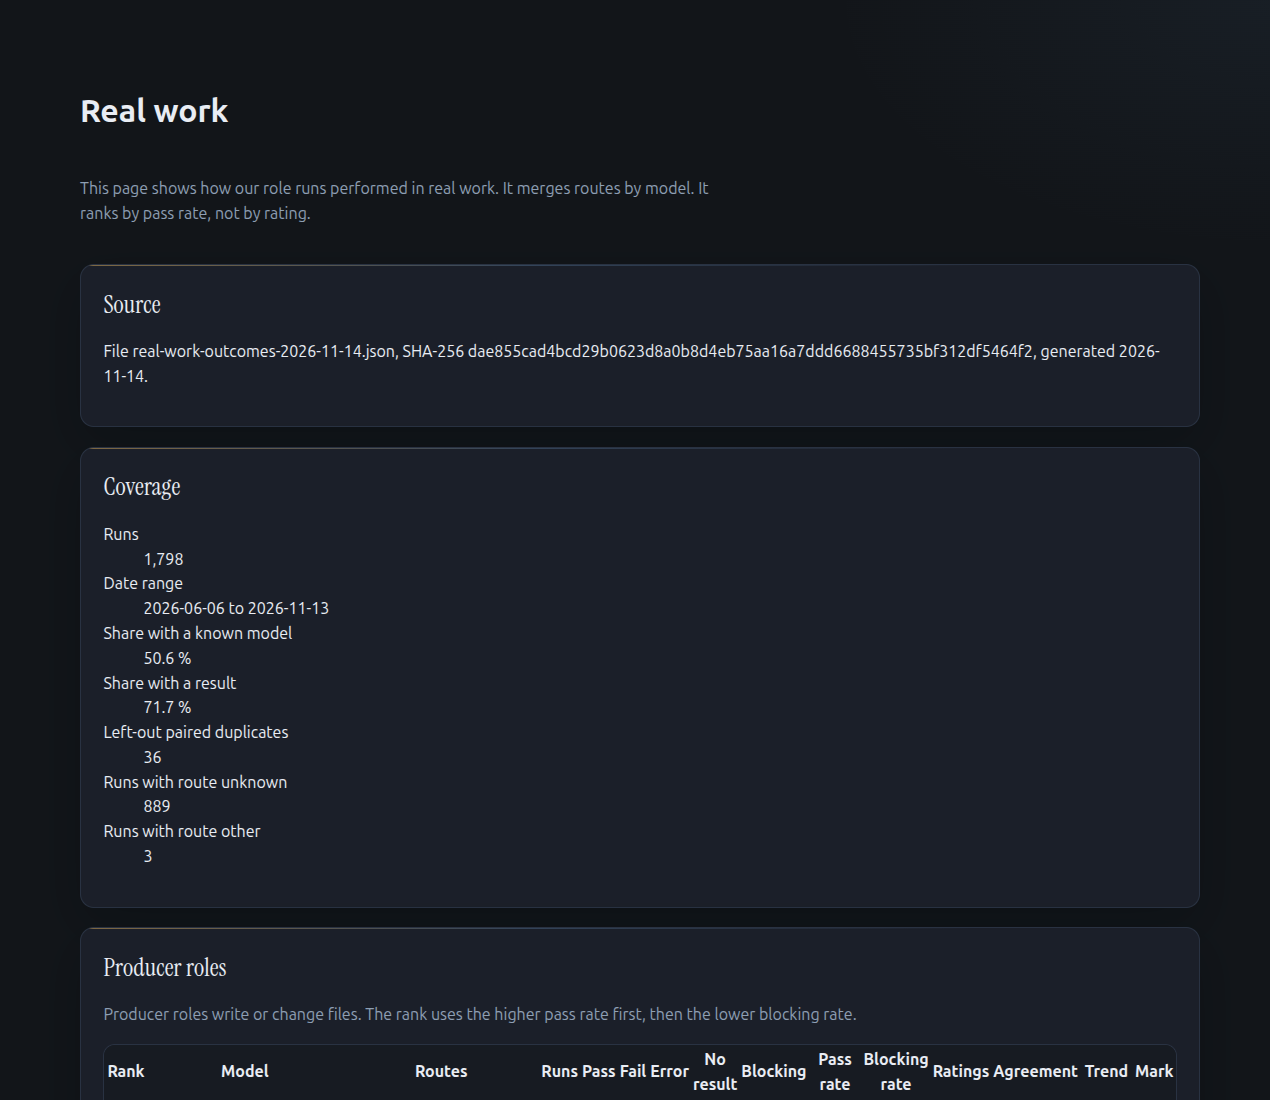 Real work
This page shows how our role runs performed in real work. It merges routes by model. It
ranks by pass rate, not by rating.
Source
File real-work-outcomes-2026-11-14.json, SHA-256 dae855cad4bcd29b0623d8a0b8d4eb75aa16a7ddd6688455735bf312df5464f2, generated 2026-
11-14.
Coverage
Runs
1,798
Date range
2026-06-06 to 2026-11-13
Share with a known model
50.6 %
Share with a result
71.7 %
Left-out paired duplicates
36
Runs with route unknown
889
Runs with route other
3
Producer roles
Producer roles write or change files. The rank uses the higher pass rate first, then the lower blocking rate.
Rank Model Routes Runs Pass Fail Error No result Blocking Pass rate Blocking rate Ratings Agreement Trend Mark